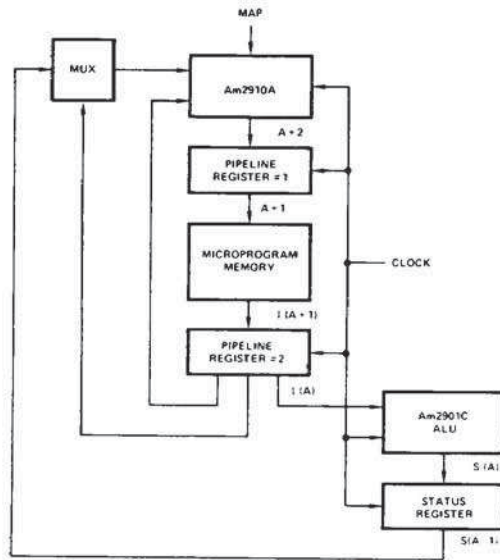 MAP
MUX
Am2910A
A + 2
PIPELINE
REGISTER =1
A + 1
MICROPROGRAM
MEMORY
CLOCK
I (A + 1)
PIPELINE
REGISTER =2
I (A)
Am2901C
ALU
S (A)
STATUS
REGISTER
S(A 1)